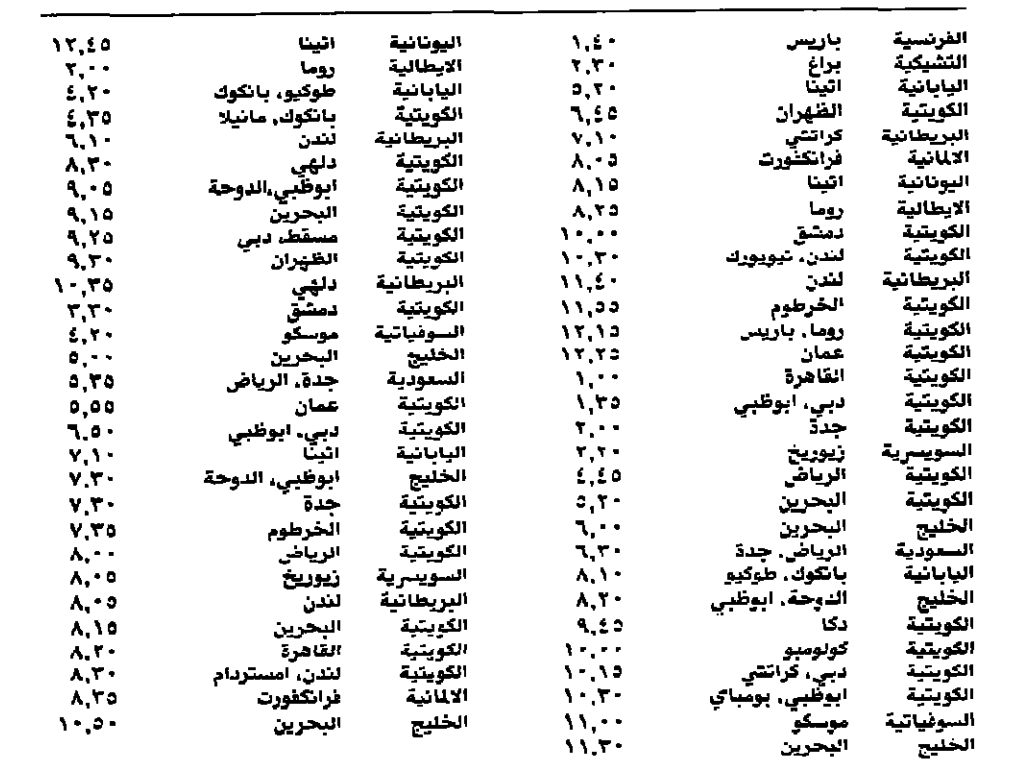 الفرنسية باريس ١,٤٠
التشيكية براغ ٢,٣٠
اليابانية اثينا ٥,٢٠
الكويتية الظهران ٦,٤٥
البريطانية كراتشي ٧,١٠
الالمانية فرانكفورت ٨,٠٥
اليونانية اثينا ٨,١٥
الايطالية روما ٨,٢٥
الكويتية دمشق ١٠,٠٠
الكويتية لندن، نيويورك ١٠,٣٠
البريطانية لندن ١١,٤٠
الكويتية الخرطوم ١١,٥٥
الكويتية روما، باريس ١٢,١٥
الكويتية عمان ١٢,٢٥
الكويتية القاهرة ١,٠٠
الكويتية دبي، ابوظبي ١,٣٥
الكويتية جدة ٢,٠٠
السويسرية زيوريخ ٢,٢٠
الكويتية الرياض ٤,٤٥
الكويتية البحرين ٥,٢٠
الخليج البحرين ٦,٠٠
السعودية الرياض، جدة ٦,٣٠
اليابانية بانكوك، طوكيو ٨,١٠
الخليج الدوحة، ابوظبي ٨,٢٠
الكويتية دكا ٩,٤٥
الكويتية كولومبو ١٠,٠٠
الكويتية دبي، كراتشي ١٠,١٥
الكويتية ابوظبي، بومباي ١٠,٣٠
السوفياتية موسكو ١١,٠٠
الخليج البحرين ١١,٣٠
اليونانية اثينا ١٢,٤٥
الايطالية روما ٢,٠٠
اليابانية طوكيو، بانكوك ٤,٢٠
الكويتية بانكوك، مانيلا ٤,٣٥
البريطانية لندن ٦,١٠
الكويتية دلهي ٨,٣٠
الكويتية ابوظبي،الدوحة ٩,٠٥
الكويتية البحرين ٩,١٥
الكويتية مسقط، دبي ٩,٢٥
الكويتية الظهران ٩,٣٠
البريطانية دلهي ١٠,٣٥
الكويتية دمشق ٣,٣٠
السوفياتية موسكو ٤,٢٠
الخليج البحرين ٥,٠٠
السعودية جدة، الرياض ٥,٣٥
الكويتية عمان ٥,٥٥
الكويتية دبي، ابوظبي ٦,٥٠
اليابانية اثينا ٧,١٠
الخليج ابوظبي، الدوحة ٧,٣٠
الكويتية جدة ٧,٣٠
الكويتية الخرطوم ٧,٣٥
الكويتية الرياض ٨,٠٠
السويسرية زيوريخ ٨,٠٥
البريطانية لندن ٨,٠٥
الكويتية البحرين ٨,١٥
الكويتية القاهرة ٨,٢٠
الكويتية لندن، امستردام ٨,٣٠
الالمانية فرانكفورت ٨,٣٥
الخليج البحرين ١٠,٥٠